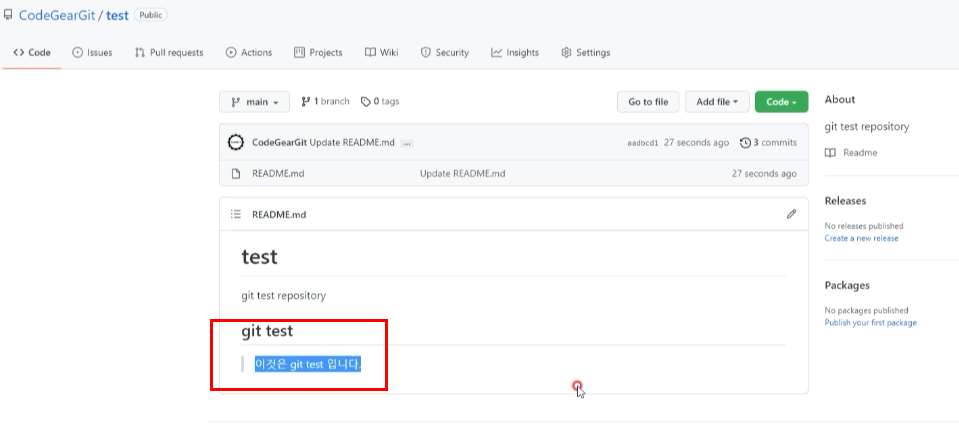 CodeGearGit / test Public
Code Issues Pull requests Actions Projects Wiki Security Insights Settings
main 1 branch 0 tags Go to file Add file Code
CodeGearGit Update README.md ... aadbcd1 27 seconds ago 3 commits
README.md Update README.md 27 seconds ago
README.md
test
git test repository
git test
이것은 git test 입니다.
About
git test repository
Readme
Releases
No releases published
Create a new release
Packages
No packages published
Publish your first package